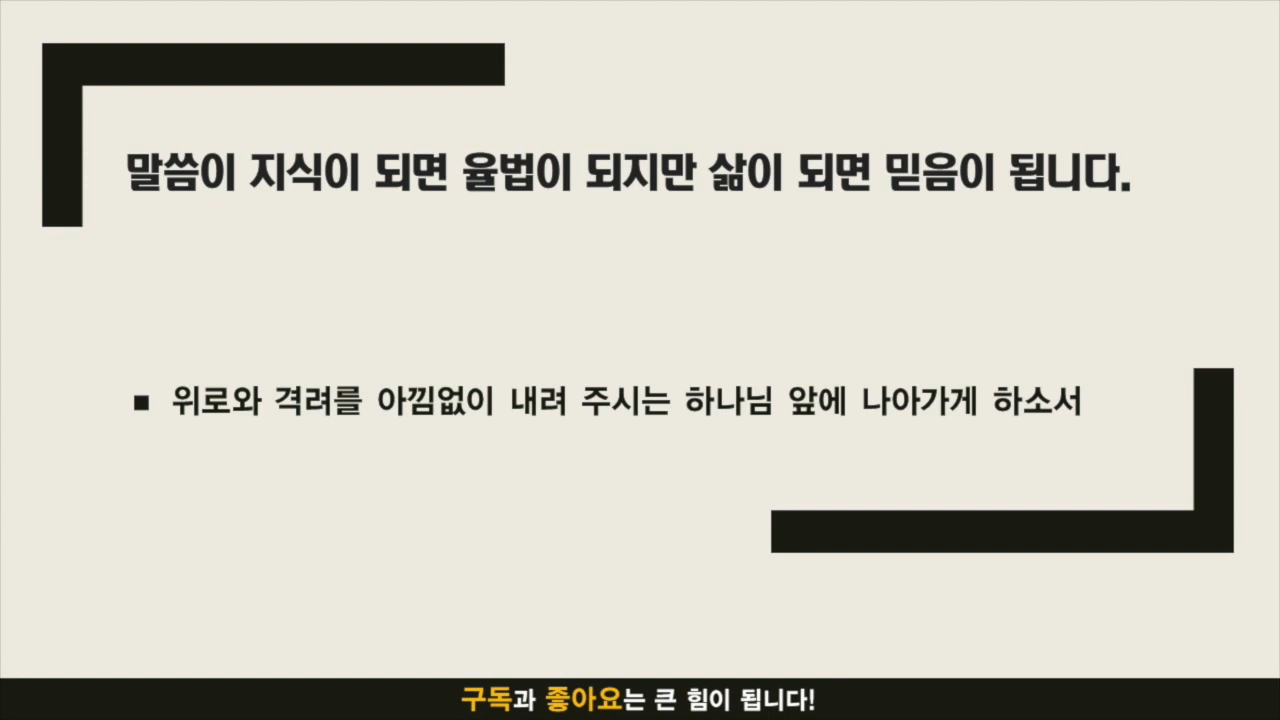 말씀이 지식이 되면 율법이 되지만 삶이 되면 믿음이 됩니다.
■ 위로와 격려를 아낌없이 내려 주시는 하나님 앞에 나아가게 하소서
구독과 좋아요는 큰 힘이 됩니다!